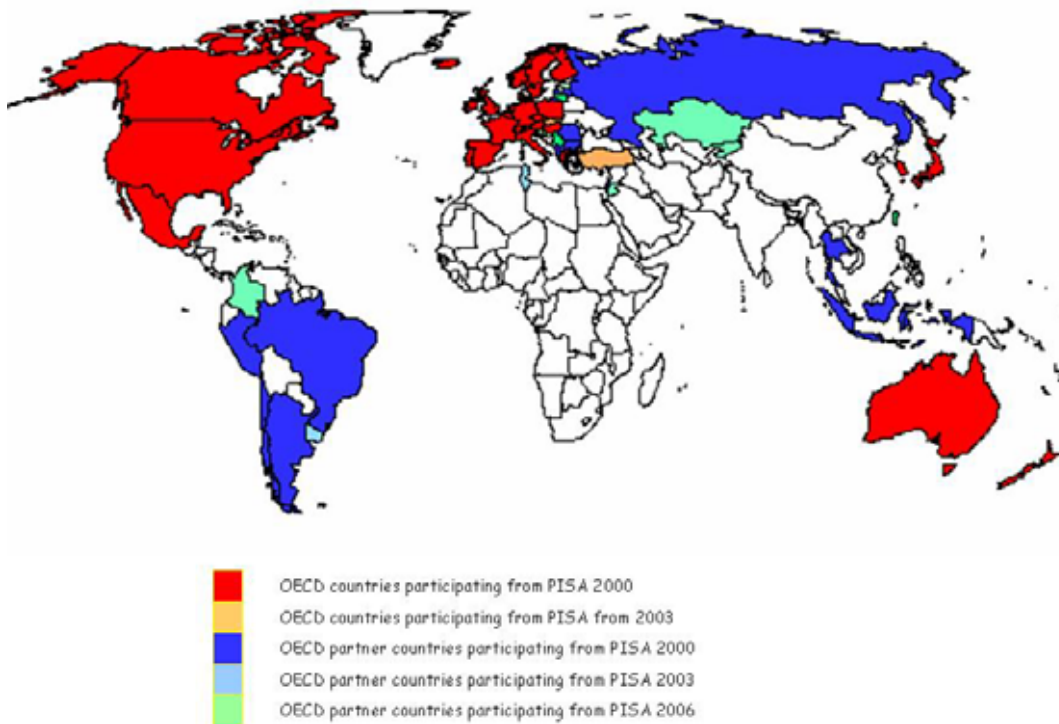 OECD countries participating from PISA 2000
OECD countries participating from PISA from 2003
OECD partner countries participating from PISA 2000
OECD partner countries participating from PISA 2003
OECD partner countries participating from PISA 2006